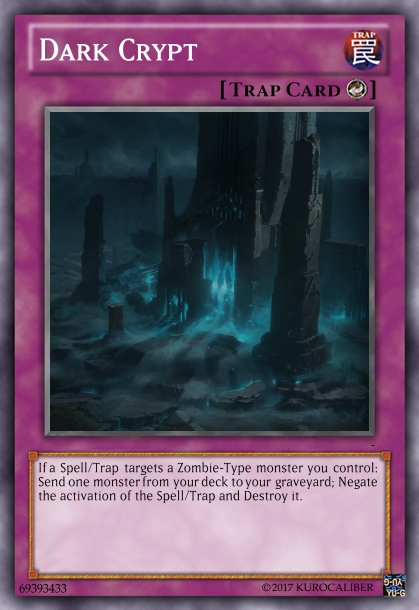 DARK CRYPT
TRAP
罠
[TRAP CARD]
If a Spell/Trap targets a Zombie-Type monster you control:
Send one monster from your deck to your graveyard; Negate
the activation of the Spell/Trap and Destroy it.
69393433
©2017 KUROCALIBER
YU-G
YU-G